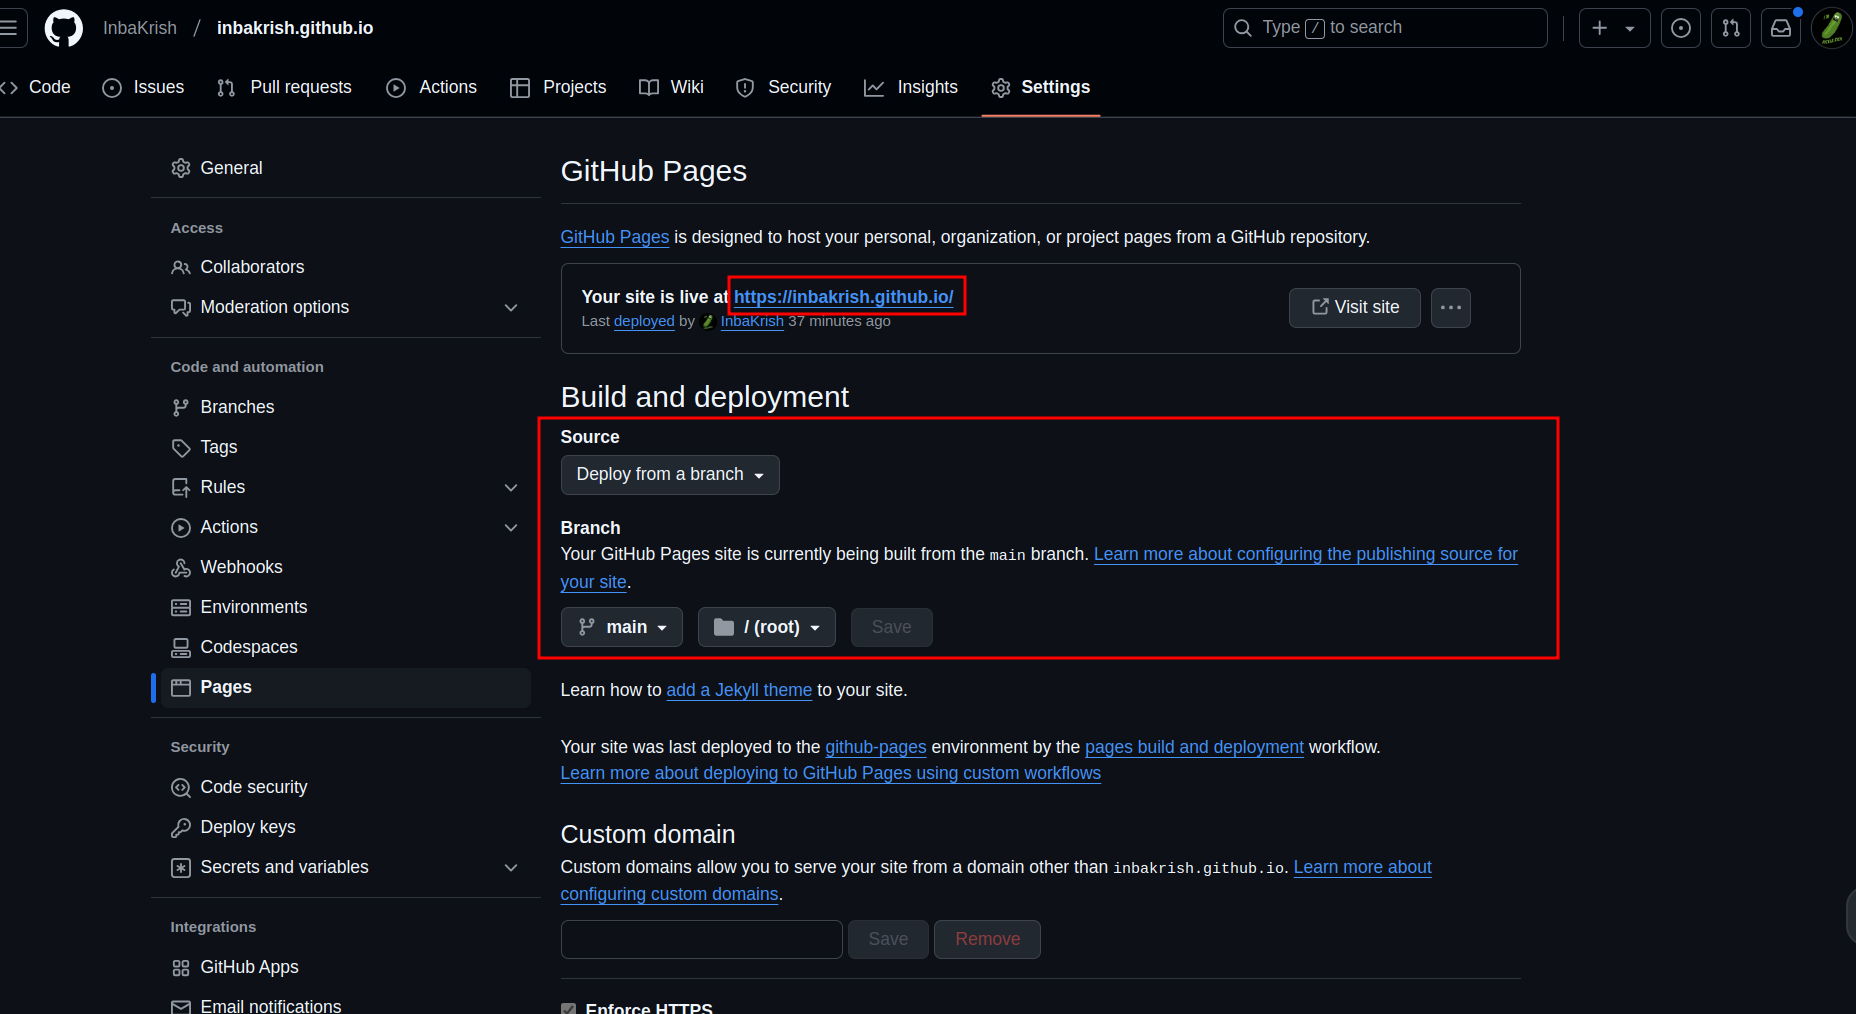 InbaKrish / inbakrish.github.io
Type / to search
Code Issues Pull requests Actions Projects Wiki Security Insights Settings
General
Access
Collaborators
Moderation options
Code and automation
Branches
Tags
Rules
Actions
Webhooks
Environments
Codespaces
Pages
Security
Code security
Deploy keys
Secrets and variables
Integrations
GitHub Apps
Email notifications
GitHub Pages
GitHub Pages is designed to host your personal, organization, or project pages from a GitHub repository.
Your site is live at https://inbakrish.github.io/
Last deployed by InbaKrish 37 minutes ago
Visit site
Build and deployment
Source
Deploy from a branch
Branch
Your GitHub Pages site is currently being built from the main branch. Learn more about configuring the publishing source for
your site.
main / (root) Save
Learn how to add a Jekyll theme to your site.
Your site was last deployed to the github-pages environment by the pages build and deployment workflow.
Learn more about deploying to GitHub Pages using custom workflows
Custom domain
Custom domains allow you to serve your site from a domain other than inbakrish.github.io. Learn more about
configuring custom domains.
Save Remove
Enforce HTTPS